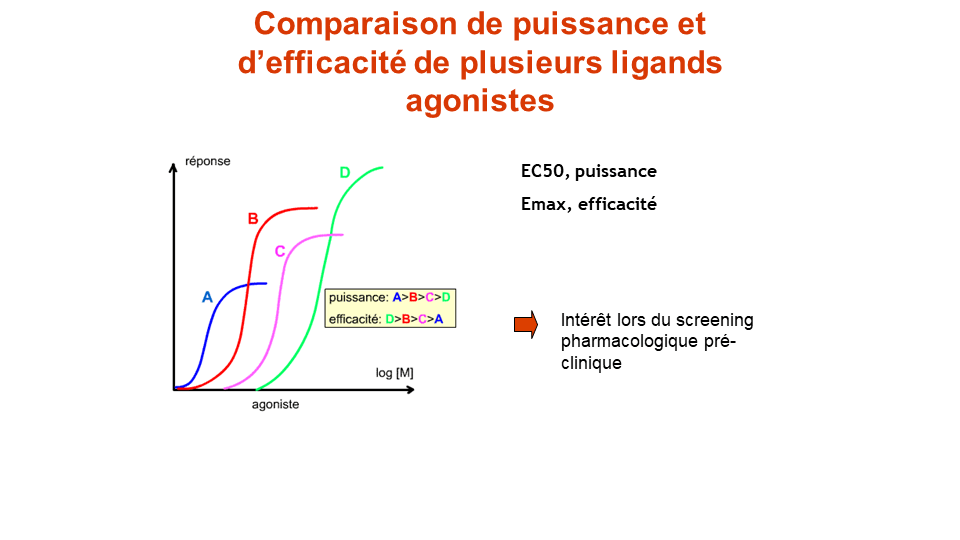 Comparaison de puissance et
d’efficacité de plusieurs ligands
agonistes
réponse
D
B
C
A
puissance: A>B>C>D
efficacité: D>B>C>A
log [M]
agoniste
EC50, puissance
Emax, efficacité
Intérêt lors du screening
pharmacologique pré-
clinique